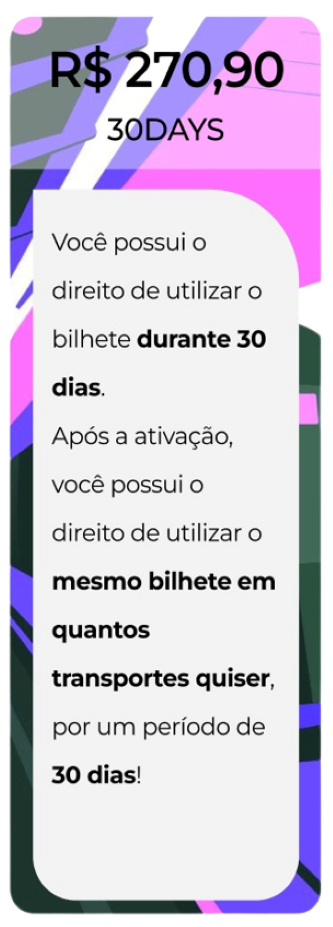 R$ 270,90
30DAYS
Você possui o
direito de utilizar o
bilhete durante 30
dias.
Após a ativação,
você possui o
direito de utilizar o
mesmo bilhete em
quantos
transportes quiser,
por um período de
30 dias!